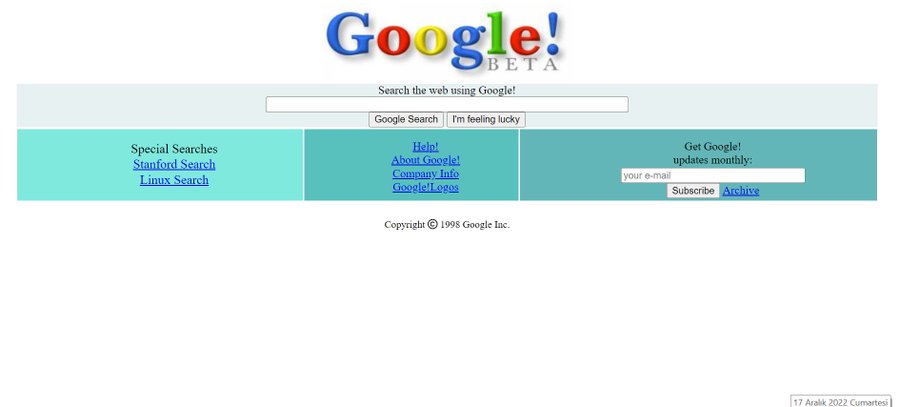 Google!
BETA
Search the web using Google!
Google Search I'm feeling lucky
Special Searches
Stanford Search
Linux Search
Help!
About Google!
Company Info
Google!Logos
Get Google!
updates monthly:
your e-mail
Subscribe Archive
Copyright © 1998 Google Inc.
17 Aralık 2022 Cumartesi